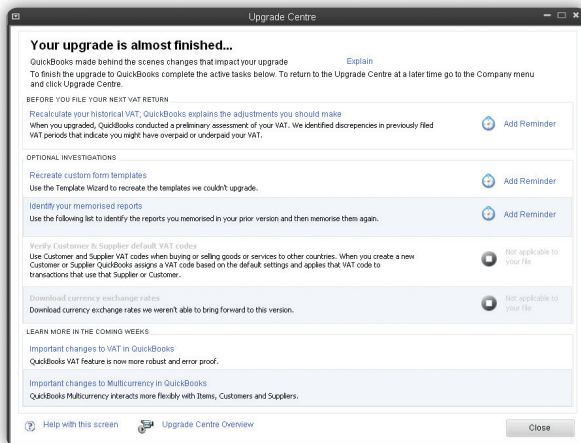 Upgrade Centre
Your upgrade is almost finished...
QuickBooks made behind the scenes changes that impact your upgrade Explain
To finish the upgrade to QuickBooks complete the active tasks below. To return to the Upgrade Centre at a later time go to the Company menu
and click Upgrade Centre.
BEFORE YOU FILE YOUR NEXT VAT RETURN
Recalculate your historical VAT; QuickBooks explains the adjustments you should make
When you upgraded, QuickBooks conducted a preliminary assessment of your VAT. We identified discrepancies in previously filed
VAT periods that indicate you might have overpaid or underpaid your VAT.
Add Reminder
OPTIONAL INVESTIGATIONS
Recreate custom form templates
Use the Template Wizard to recreate the templates we couldn't upgrade.
Add Reminder
Identify your memorised reports
Use the following list to identify the reports you memorised in your prior version and then memorise them again.
Add Reminder
Verify Customer & Supplier default VAT codes
Use Customer and Supplier VAT codes when buying or selling goods or services to other countries. When you create a new
Customer or Supplier QuickBooks assigns a VAT code based on the default settings and applies that VAT code to
transactions that use that Supplier or Customer.
Not applicable to
your file
Download currency exchange rates
Download currency exchange rates we weren't able to bring forward to this version.
Not applicable to
your file
LEARN MORE IN THE COMING WEEKS
Important changes to VAT in QuickBooks
QuickBooks VAT feature is now more robust and error proof.
Important changes to Multicurrency in QuickBooks
QuickBooks Multicurrency interacts more flexibly with Items, Customers and Suppliers.
Help with this screen Upgrade Centre Overview Close